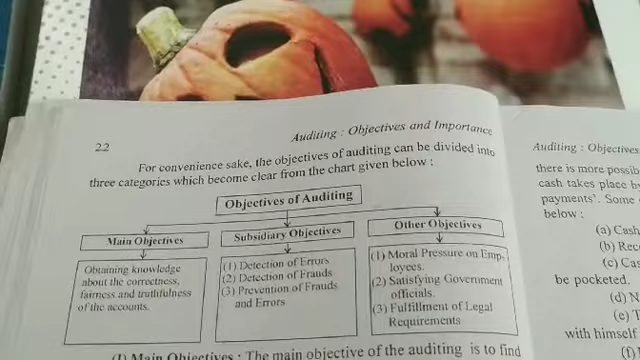 2.2
Auditing : Objectives and Importance
For convenience sake, the objectives of auditing can be divided into
three categories which become clear from the chart given below :
Objectives of Auditing
Main Objectives
Obtaining knowledge
about the correctness,
fairness and truthfulness
of the accounts.
Subsidiary Objectives
(1) Detection of Errors
(2) Detection of Frauds
(3) Prevention of Frauds
and Errors
Other Objectives
(1) Moral Pressure on Emp-
loyees.
(2) Satisfying Government
officials.
(3) Fulfillment of Legal
Requirements
(I) Main Objectives : The main objective of the auditing is to find
Auditing : Objectives
there is more
cash takes place
payments'. Some
below :
(a) Cash
(b)
(c)
be pocketed.
(d)
(e)
with himself